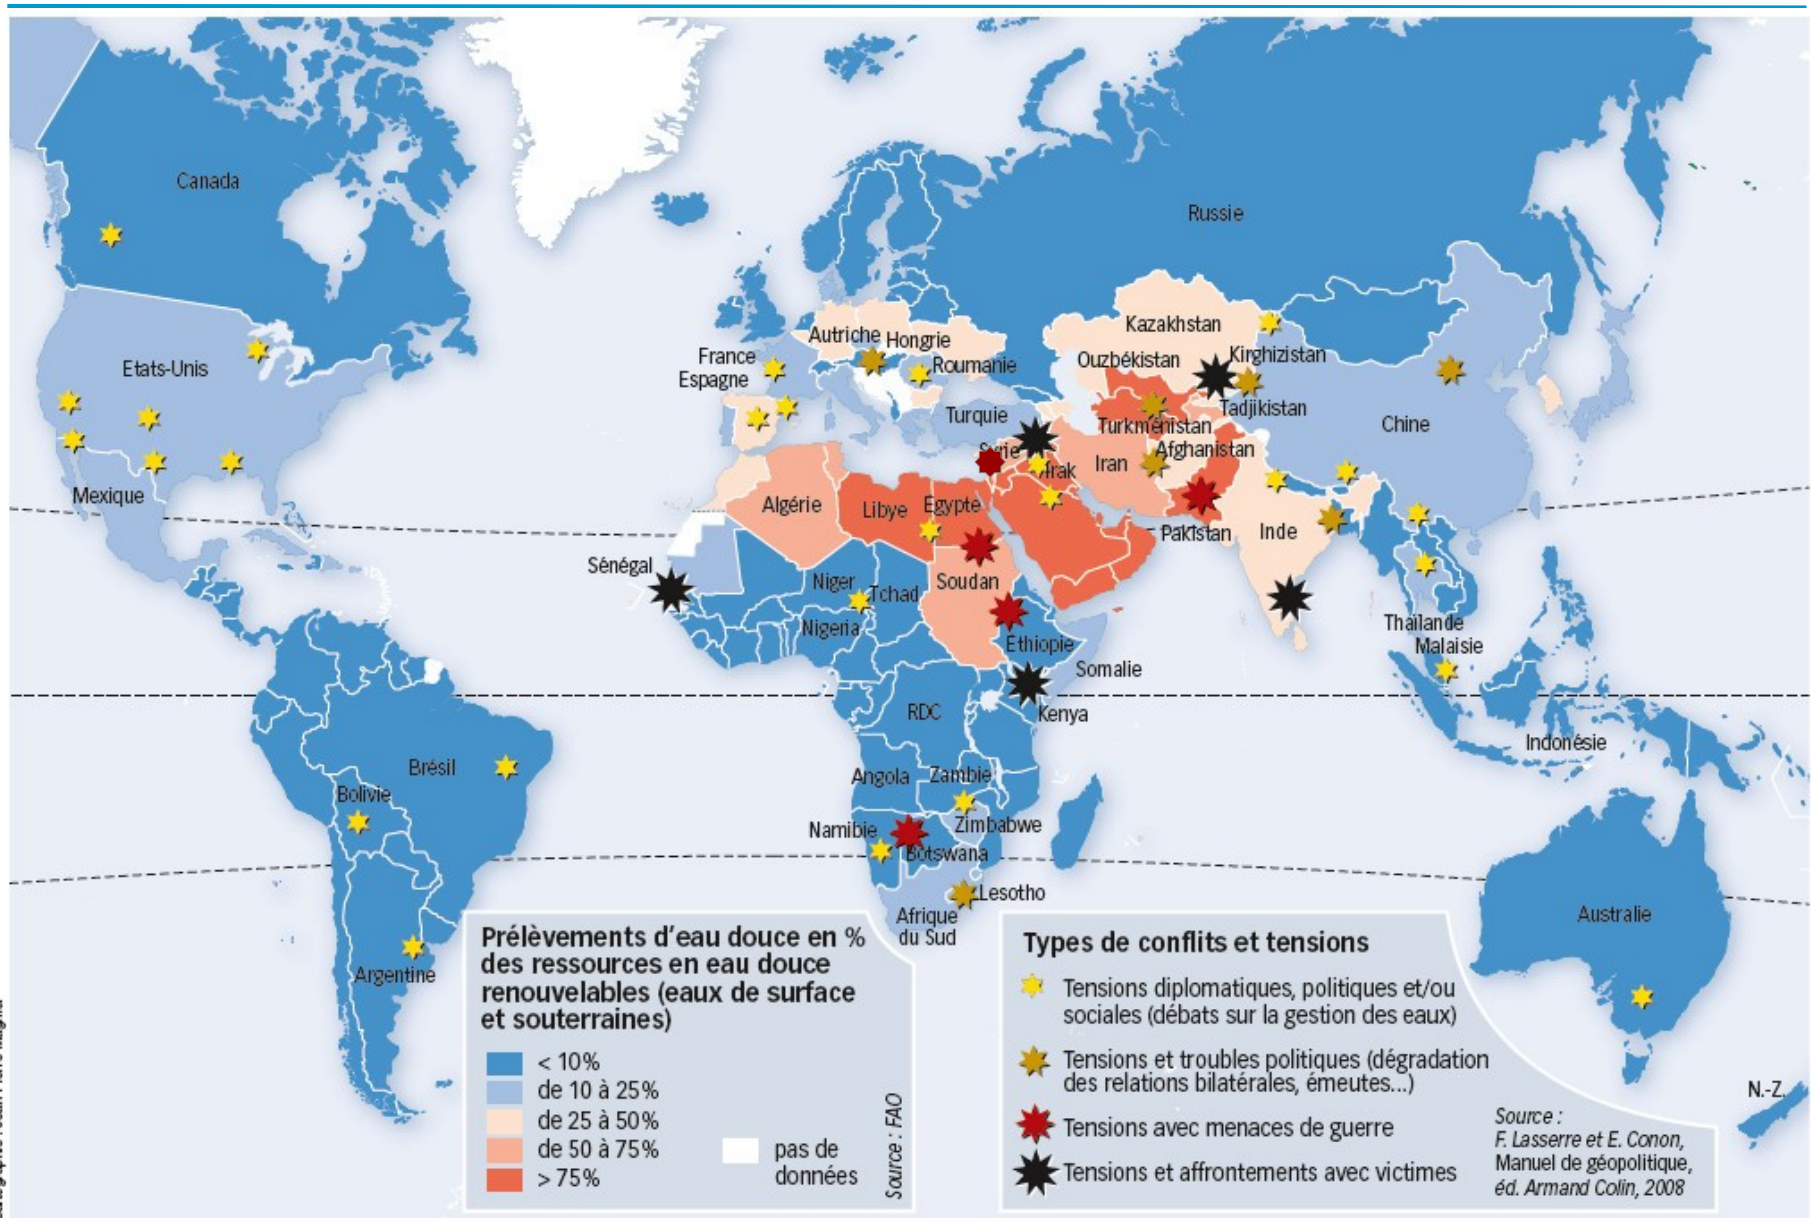 Canada
Russie
Etats-Unis
Mexique
France
Espagne
Autriche
Hongrie
Roumanie
Turquie
Kazakhstan
Ouzbékistan
Kirghizistan
Tadjikistan
Turkménistan
Afghanistan
Chine
Syrie
Irak
Iran
Algérie
Libye
Egypte
Pakistan
Inde
Sénégal
Niger
Tchad
Soudan
Nigeria
Ethiopie
Somalie
Thaïlande
Malaisie
RDC
Kenya
Indonésie
Brésil
Bolivie
Angola
Zambie
Namibie
Zimbabwe
Botswana
Lesotho
Afrique
du Sud
Argentine
Australie
N.-Z.
Prélèvements d'eau douce en %
des ressources en eau douce
renouvelables (eaux de surface
et souterraines)
< 10%
de 10 à 25%
de 25 à 50%
de 50 à 75%
> 75%
pas de
données
Source : FAO
Types de conflits et tensions
Tensions diplomatiques, politiques et/ou
sociales (débats sur la gestion des eaux)
Tensions et troubles politiques (dégradation
des relations bilatérales, émeutes...)
Tensions avec menaces de guerre
Tensions et affrontements avec victimes
Source :
F. Lasserre et E. Conon,
Manuel de géopolitique,
éd. Armand Colin, 2008